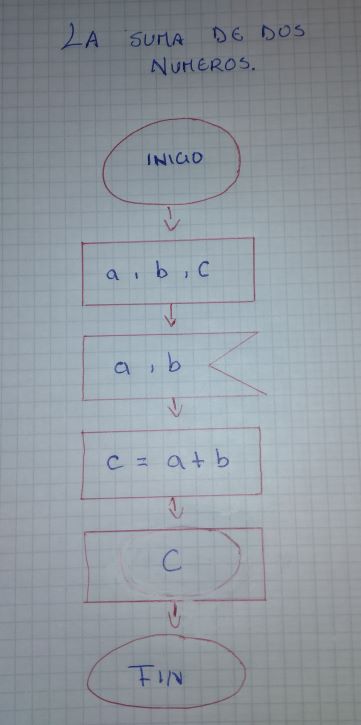 LA SUMA DE DOS
NUMEROS.
INICIO
a, b, c
a, b
c = a + b
C
FIN